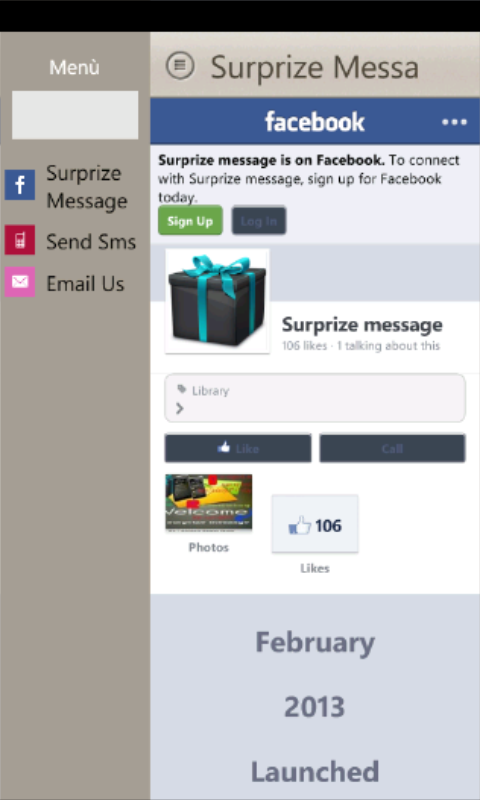 Menù
Surprize
Message
Send Sms
Email Us
Surprize Messa
facebook
Surprize message is on Facebook. To connect
with Surprize message, sign up for Facebook
today.
Sign Up
Log In
Surprize message
106 likes · 1 talking about this
Library
Like
Call
Welcome
Photos
106
Likes
February
2013
Launched